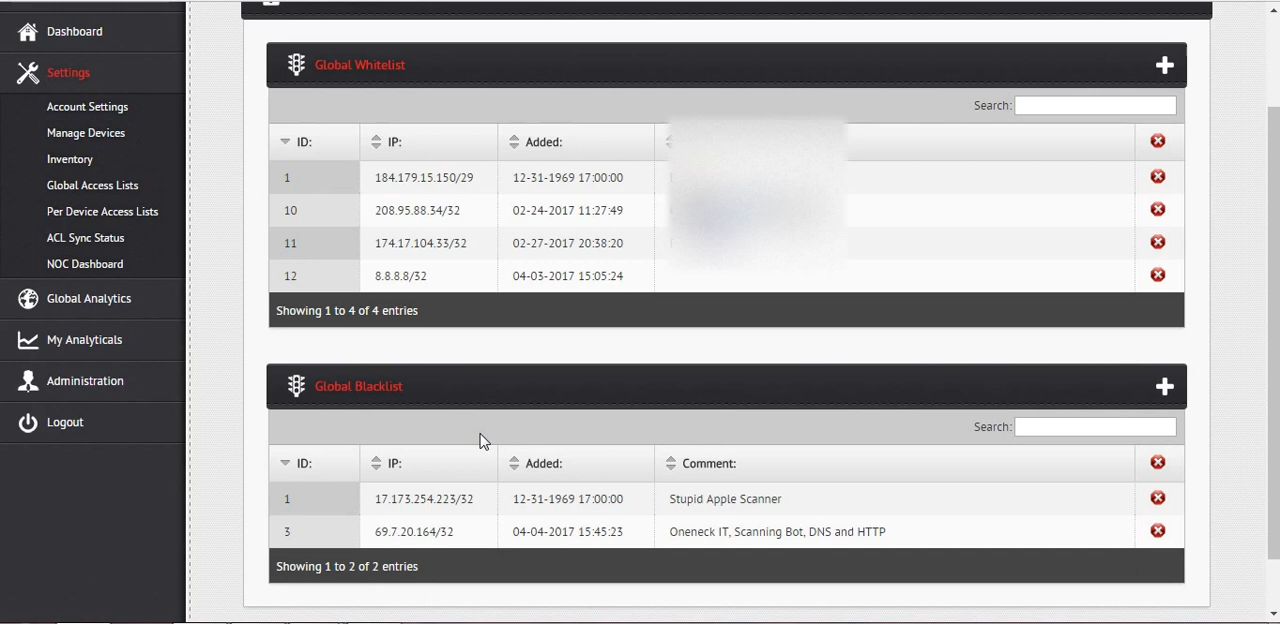 Dashboard
Settings
Account Settings
Manage Devices
Inventory
Global Access Lists
Per Device Access Lists
ACL Sync Status
NOC Dashboard
Global Analytics
My Analyticals
Administration
Logout
Global Whitelist
Search:
ID: IP: Added:
1 184.179.15.150/29 12-31-1969 17:00:00
10 208.95.88.34/32 02-24-2017 11:27:49
11 174.17.104.33/32 02-27-2017 20:38:20
12 8.8.8.8/32 04-03-2017 15:05:24
Showing 1 to 4 of 4 entries
Global Blacklist
Search:
ID: IP: Added: Comment:
1 17.173.254.223/32 12-31-1969 17:00:00 Stupid Apple Scanner
3 69.7.20.164/32 04-04-2017 15:45:23 Oneneck IT, Scanning Bot, DNS and HTTP
Showing 1 to 2 of 2 entries